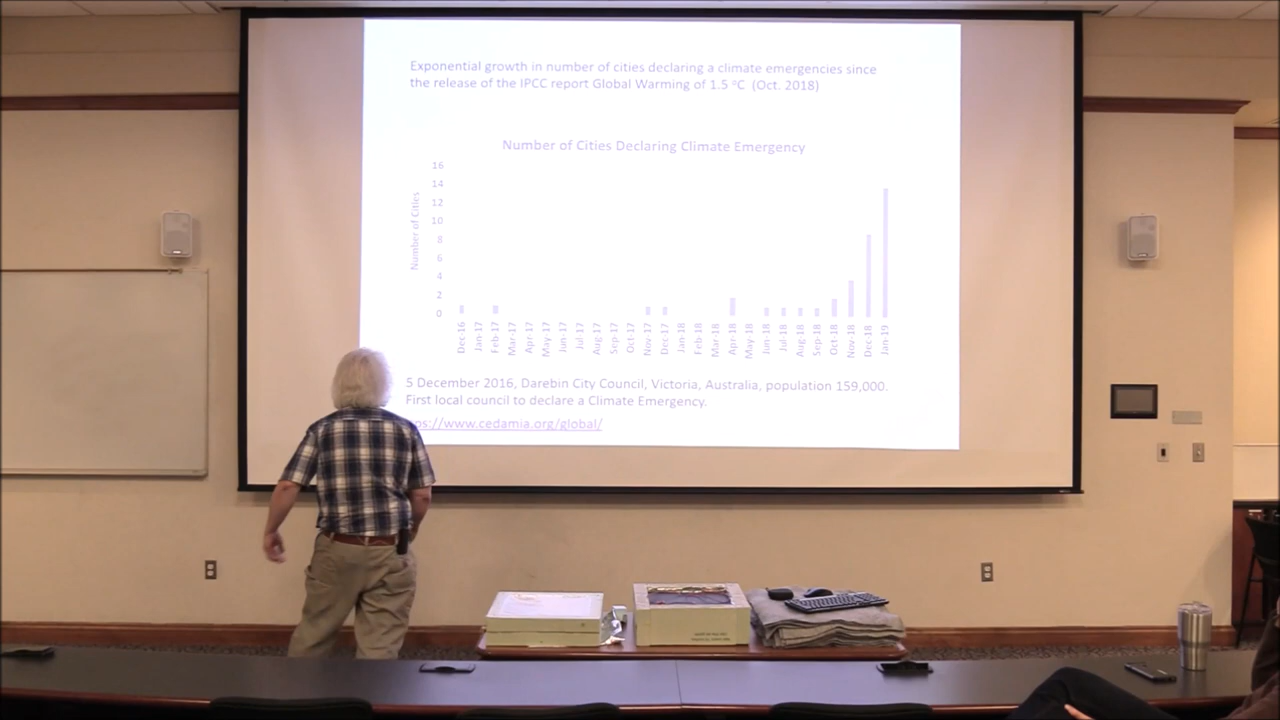 Exponential growth in number of cities declaring a climate emergencies since
the release of the IPCC report Global Warming of 1.5 °C (Oct. 2018)
Number of Cities Declaring Climate Emergency
Number of Cities
16
14
12
10
8
6
4
2
0
Dec-16 Jan-17 Feb-17 Mar-17 Apr-17 May-17 Jun-17 Jul-17 Aug-17 Sep-17 Oct-17 Nov-17 Dec-17 Jan-18 Feb-18 Mar-18 Apr-18 May-18 Jun-18 Jul-18 Aug-18 Sep-18 Oct-18 Nov-18 Dec-18 Jan-19
5 December 2016, Darebin City Council, Victoria, Australia, population 159,000.
First local council to declare a Climate Emergency.
ps://www.cedamia.org/global/